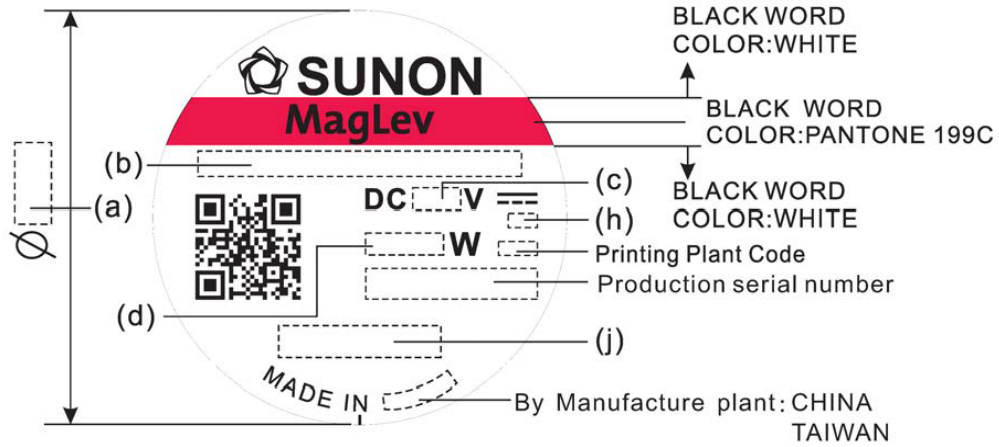 BLACK WORD
COLOR:WHITE
SUNON
MagLev
BLACK WORD
COLOR:PANTONE 199C
(b)
(c)
DC V
(a)
BLACK WORD
COLOR:WHITE
(h)
Ø
W
Printing Plant Code
Production serial number
(d)
(j)
MADE IN
By Manufacture plant: CHINA
TAIWAN